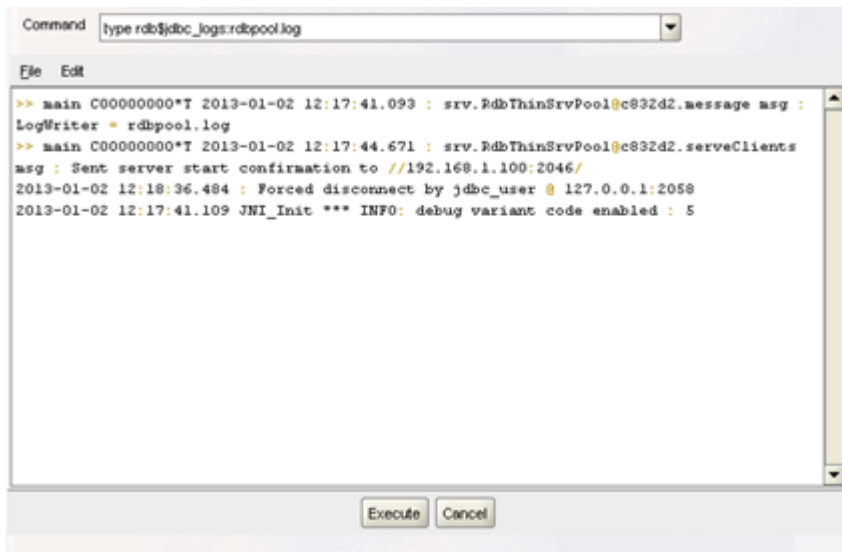 Command type rdb$jdbc_logs:rdbpool.log
File Edit
>> main C00000000*T 2013-01-02 12:17:41.093 : srv.RdbThinSrvPool@c832d2.message msg :
LogWriter = rdbpool.log
>> main C00000000*T 2013-01-02 12:17:44.671 : srv.RdbThinSrvPool@c832d2.serveClients
msg : Sent server start confirmation to //192.168.1.100:2046/
2013-01-02 12:18:36.484 : Forced disconnect by jdbc_user @ 127.0.0.1:2058
2013-01-02 12:17:41.109 JNI_Init *** INFO: debug variant code enabled : 5
Execute Cancel